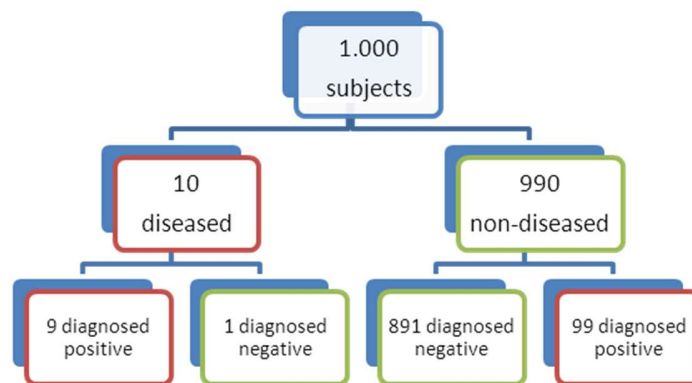 1.000
subjects
10
diseased
990
non-diseased
9 diagnosed
positive
1 diagnosed
negative
891 diagnosed
negative
99 diagnosed
positive